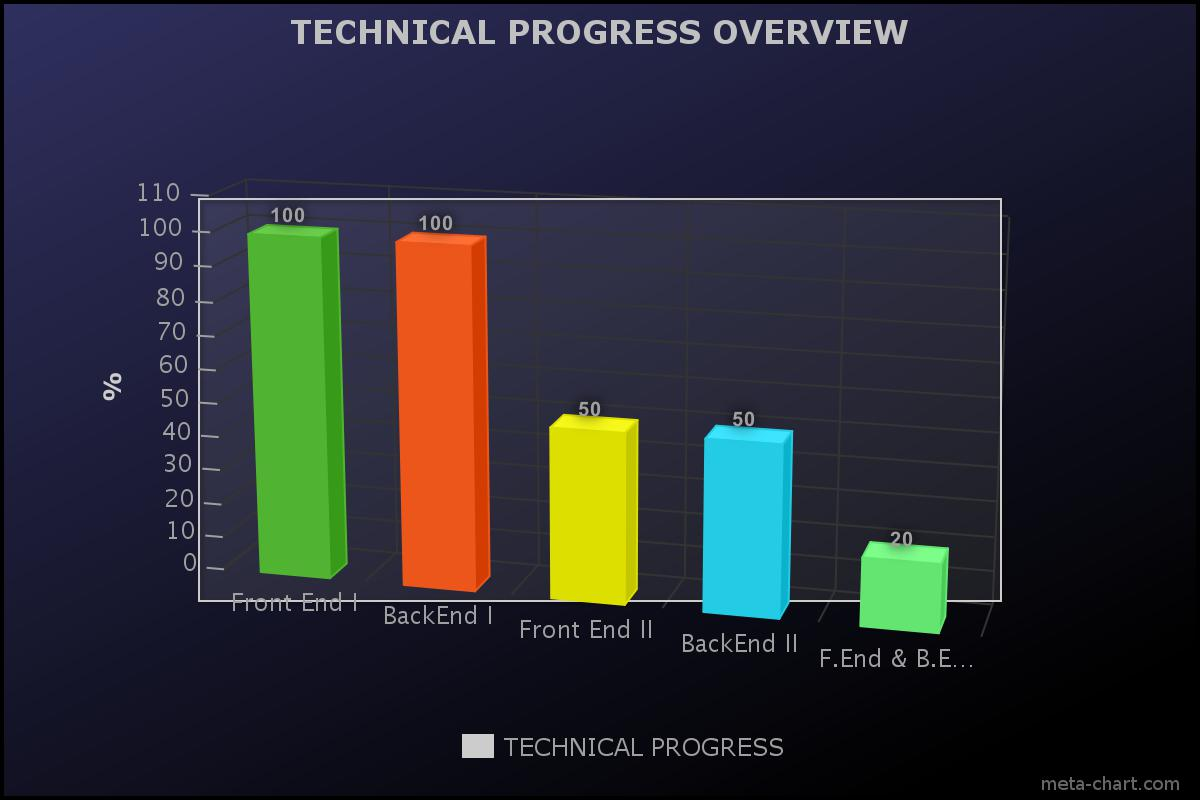 TECHNICAL PROGRESS OVERVIEW
110
100
90
80
70
60
50
40
30
20
10
0
%
100
100
50
50
20
Front End I
BackEnd I
Front End II
BackEnd II
F.End & B.E...
TECHNICAL PROGRESS
meta-chart.com